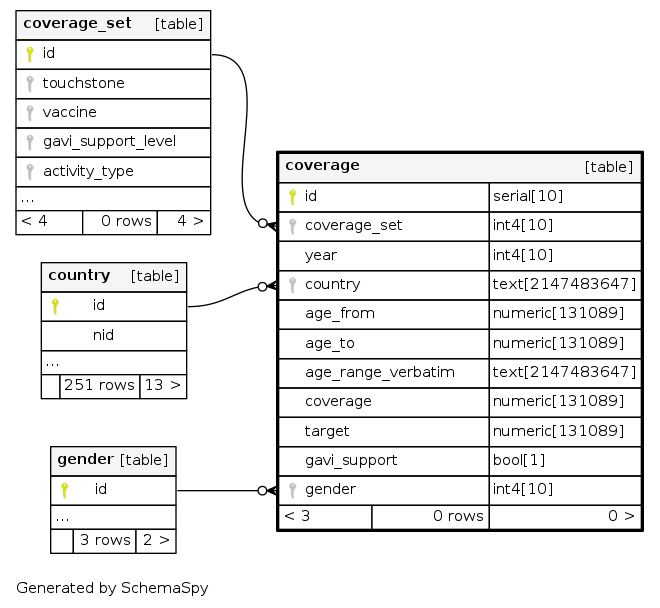 coverage_set [table]
id
touchstone
vaccine
gavi_support_level
activity_type
...
< 4 0 rows 4 >
coverage [table]
id serial[10]
coverage_set int4[10]
year int4[10]
country text[2147483647]
age_from numeric[131089]
age_to numeric[131089]
age_range_verbatim text[2147483647]
coverage numeric[131089]
target numeric[131089]
gavi_support bool[1]
gender int4[10]
< 3 0 rows 0 >
country [table]
id
nid
...
251 rows 13 >
gender [table]
id
...
3 rows 2 >
Generated by SchemaSpy